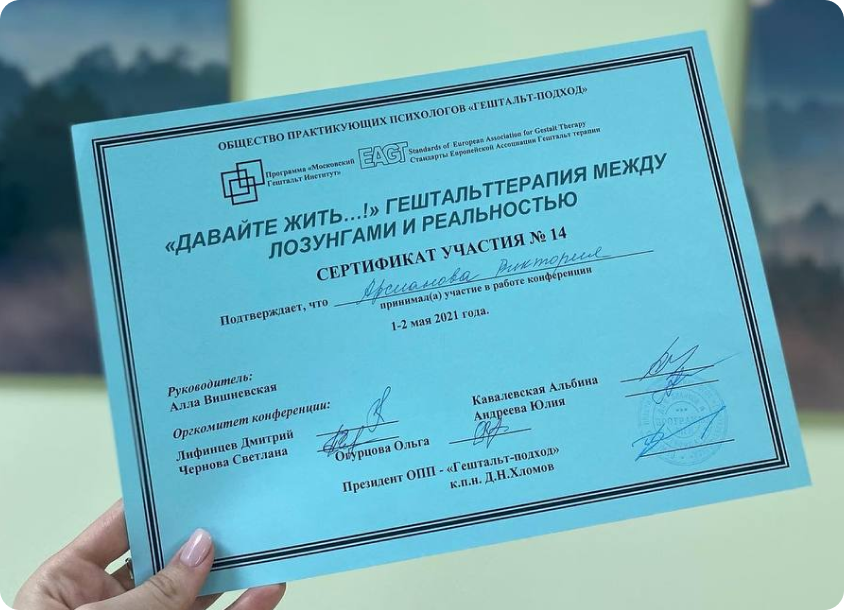 ОБЩЕСТВО ПРАКТИКУЮЩИХ ПСИХОЛОГОВ «ГЕШТАЛЬТ-ПОДХОД»
Программа «Московский
Гештальт Институт»
EAGT
Standards of European Association for Gestalt Therapy
Стандарты Европейской Ассоциации Гештальт терапии
«ДАВАЙТЕ ЖИТЬ...!» ГЕШТАЛЬТТЕРАПИЯ МЕЖДУ
ЛОЗУНГАМИ И РЕАЛЬНОСТЬЮ
СЕРТИФИКАТ УЧАСТИЯ № 14
Подтверждает, что Арсланова Виктория
принимал(а) участие в работе конференции
1-2 мая 2021 года.
Руководитель:
Алла Вишневская
Оргкомитет конференции:
Лифинцев Дмитрий
Чернова Светлана
Огурцова Ольга
Кавалевская Альбина
Андреева Юлия
Президент ОПП - «Гештальт-подход»
к.п.н. Д.Н.Хломов